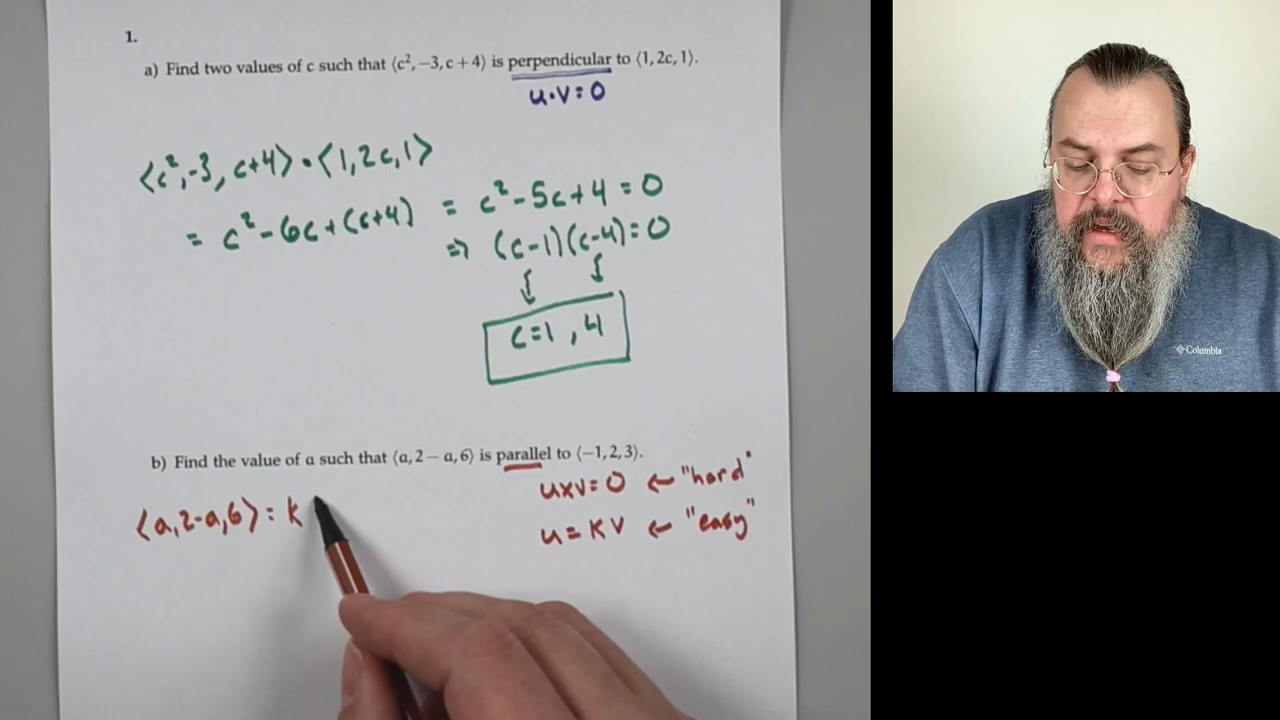 1.
a) Find two values of c such that ⟨c², −3, c + 4⟩ is perpendicular to ⟨1, 2c, 1⟩.
u·v=0
⟨c², -3, c+4⟩ • ⟨1, 2c, 1⟩
= c² - 6c + (c+4) = c² - 5c + 4 = 0
⇒ (c-1)(c-4)=0
c=1, 4
b) Find the value of a such that ⟨a, 2 − a, 6⟩ is parallel to ⟨−1, 2, 3⟩.
u×v=0 ← "hard"
⟨a, 2-a, 6⟩ = k
u=kv ← "easy"
Columbia